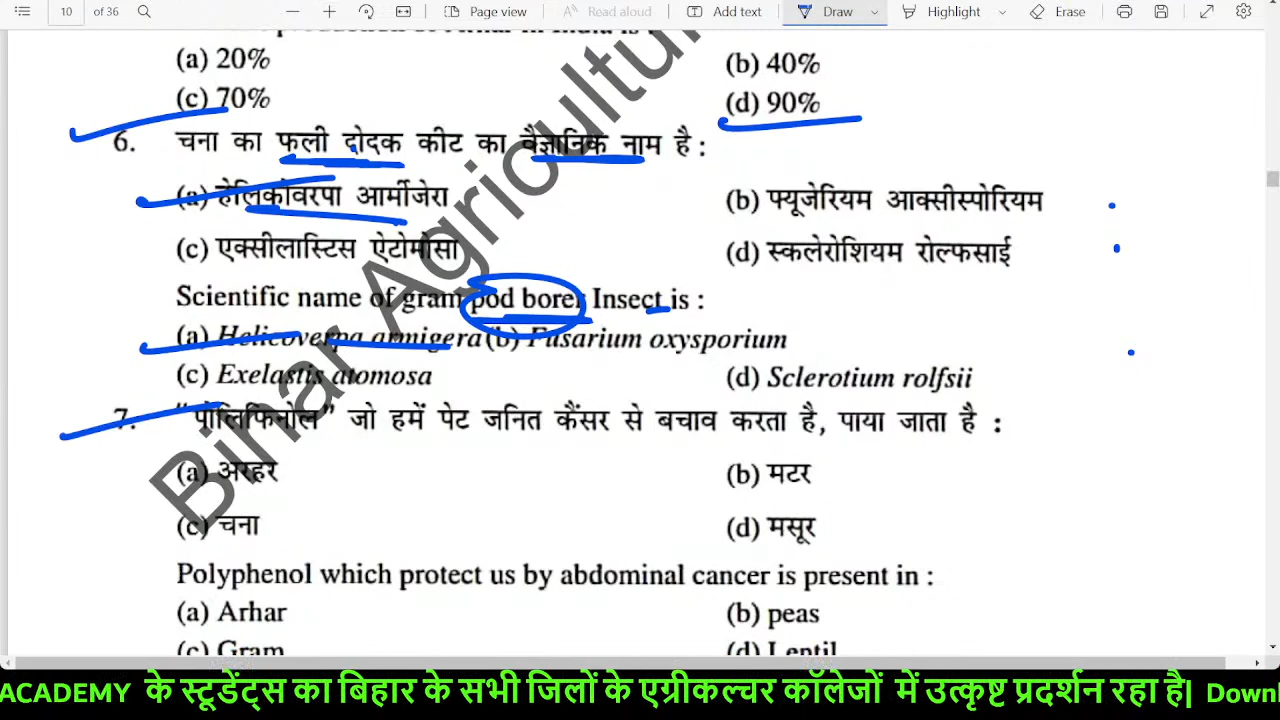 10 of 36 Page view Read aloud Add text Draw Highlight Erase
(a) 20% (b) 40%
(c) 70% (d) 90%
6. चना का फली दोदक कीट का वैज्ञानिक नाम है :
(a) हेलिकोवरपा आर्मीजेरा (b) फ्यूजेरियम आक्सीस्पोरियम
(c) एक्सीलास्टिस ऐटोमोसा (d) स्कलेरोशियम रोल्फसाई
Scientific name of gram pod borer Insect is :
(a) Helicoverpa armigera (b) Fusarium oxysporium
(c) Exelastis atomosa (d) Sclerotium rolfsii
7. "पोलिफिनोल" जो हमें पेट जनित कैंसर से बचाव करता है, पाया जाता है :
(a) अरहर (b) मटर
(c) चना (d) मसूर
Polyphenol which protect us by abdominal cancer is present in :
(a) Arhar (b) peas
(c) Gram (d) Lentil
Bihar Agricultur
ACADEMY के स्टूडेंट्स का बिहार के सभी जिलों के एग्रीकल्चर कॉलेजों में उत्कृष्ट प्रदर्शन रहा है| Downl